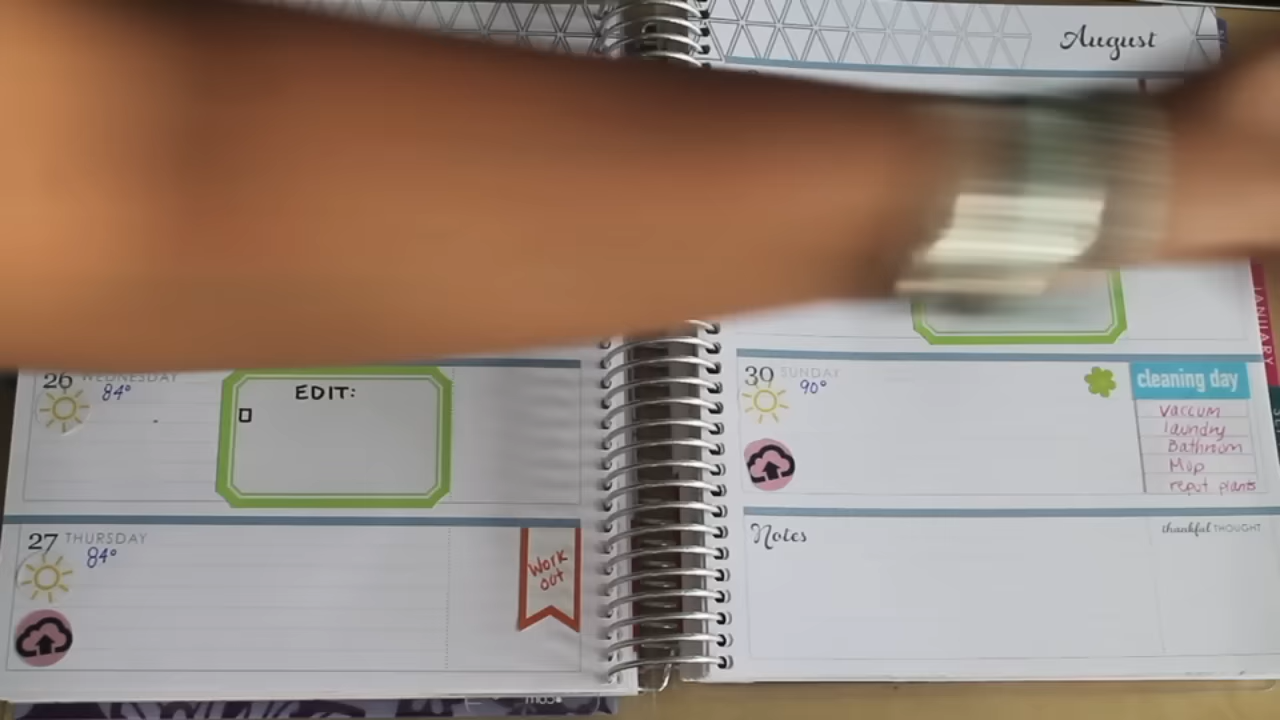 August
26 WEDNESDAY
84°
EDIT:
27 THURSDAY
84°
Work
out
30 SUNDAY
90°
cleaning day
vaccum
laundry
Bathroom
Mop
reput plants
Notes
thankful THOUGHT
JANUARY